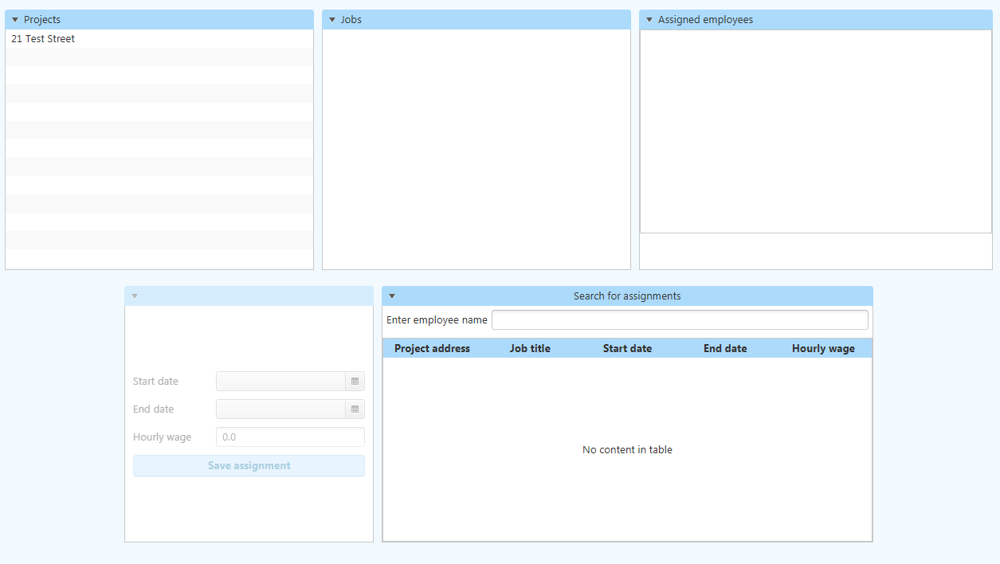 Projects
Jobs
Assigned employees
21 Test Street
Search for assignments
Enter employee name
Project address Job title Start date End date Hourly wage
No content in table
Start date
End date
Hourly wage 0.0
Save assignment